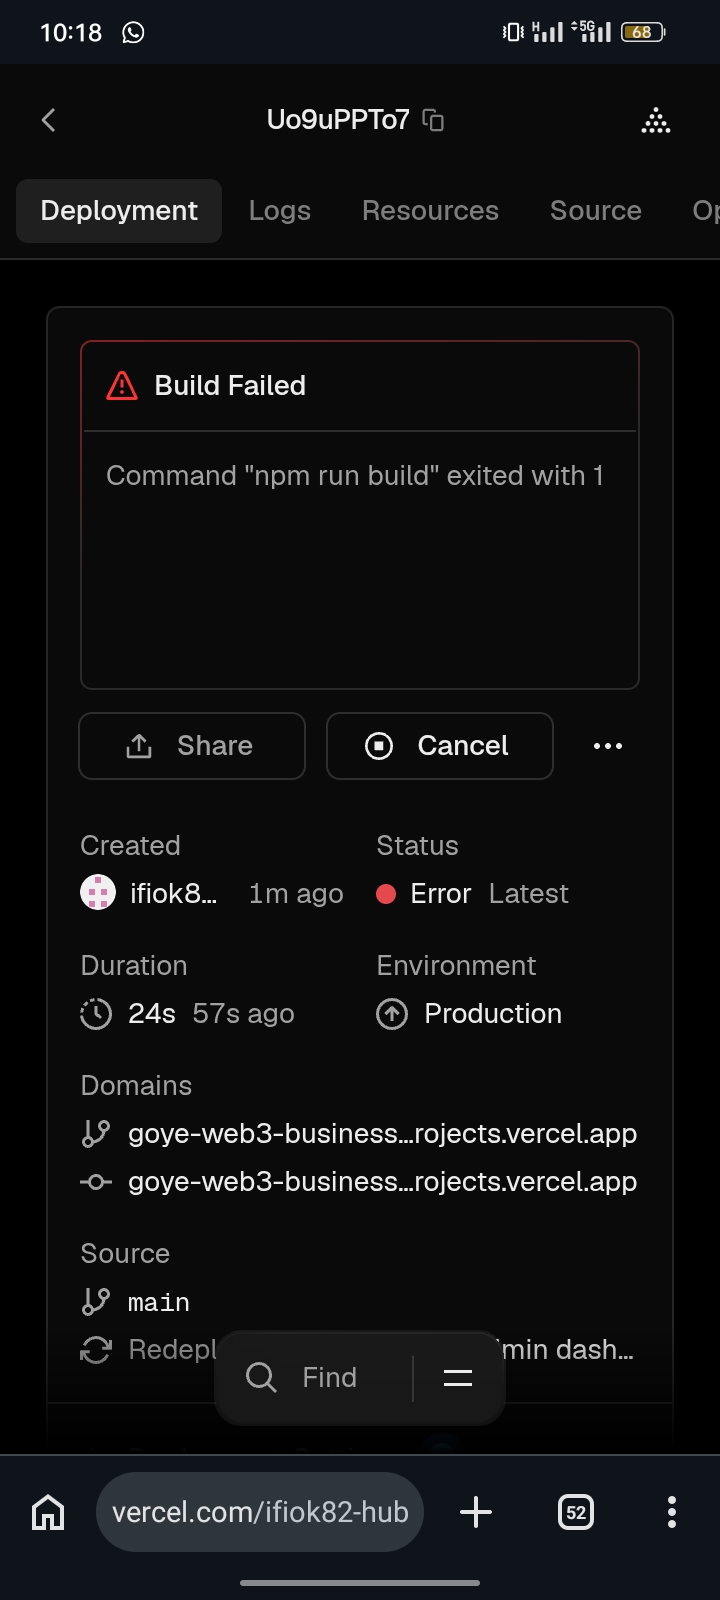 10:18
H 5G 68
Uo9uPPTo7
Deployment Logs Resources Source Op
Build Failed
Command "npm run build" exited with 1
Share Cancel
Created Status
ifiok8... 1m ago Error Latest
Duration Environment
24s 57s ago Production
Domains
goye-web3-business...rojects.vercel.app
goye-web3-business...rojects.vercel.app
Source
main
Redepl min dash...
Find
vercel.com/ifiok82-hub 52